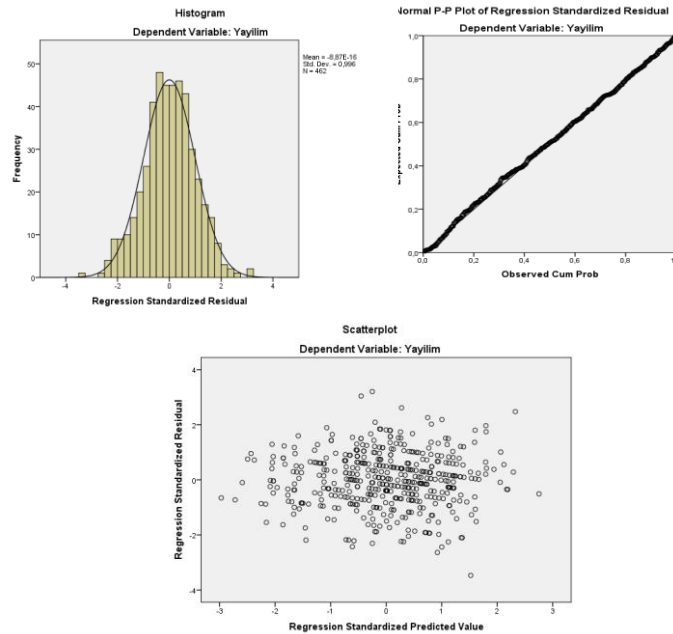 Histogram
Dependent Variable: Yayilim
Mean = -8,87E-16
Std. Dev. = 0,996
N = 462
Frequency
50
40
30
20
10
0
-4 -2 0 2 4
Regression Standardized Residual
Normal P-P Plot of Regression Standardized Residual
Dependent Variable: Yayilim
Expected Cum Prob
1,0
0,8
0,6
0,4
0,2
0,0
0,0 0,2 0,4 0,6 0,8 1
Observed Cum Prob
Scatterplot
Dependent Variable: Yayilim
Regression Standardized Residual
4
2
0
-2
-4
-3 -2 -1 0 1 2 3
Regression Standardized Predicted Value